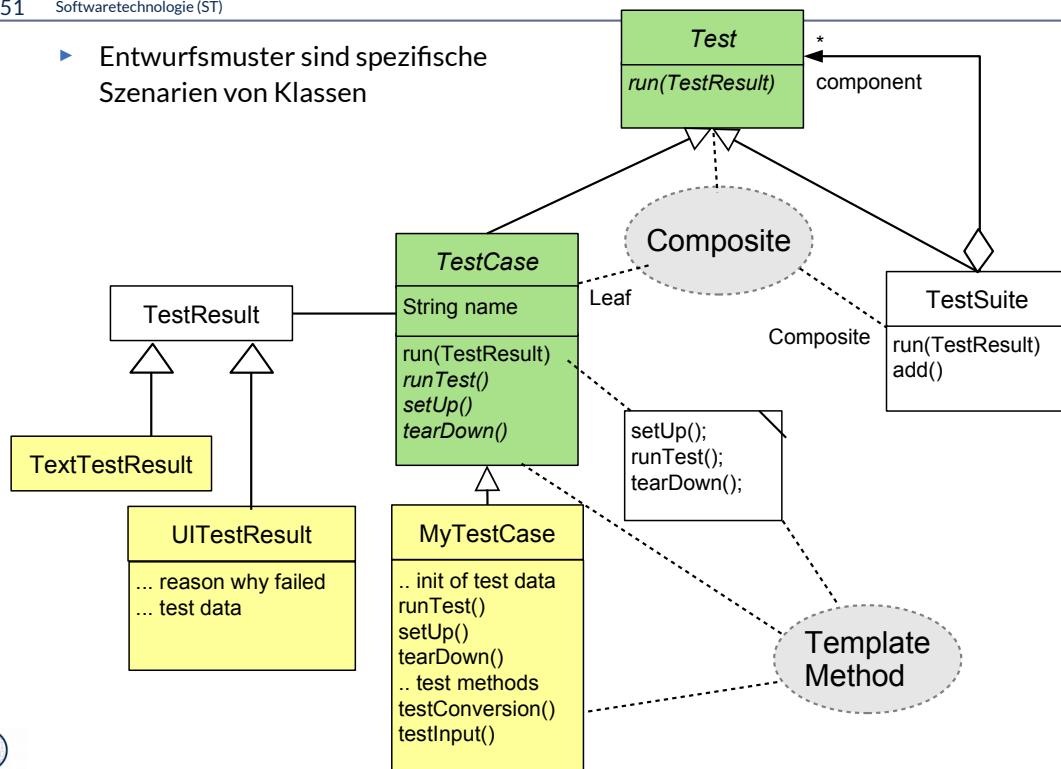 51 Softwaretechnologie (ST)
► Entwurfsmuster sind spezifische
Szenarien von Klassen
Test
run(TestResult)
*
component
Composite
Leaf
Composite
TestSuite
run(TestResult)
add()
TestCase
String name
run(TestResult)
runTest()
setUp()
tearDown()
TestResult
TextTestResult
UITestResult
... reason why failed
... test data
setUp();
runTest();
tearDown();
MyTestCase
.. init of test data
runTest()
setUp()
tearDown()
.. test methods
testConversion()
testInput()
Template
Method